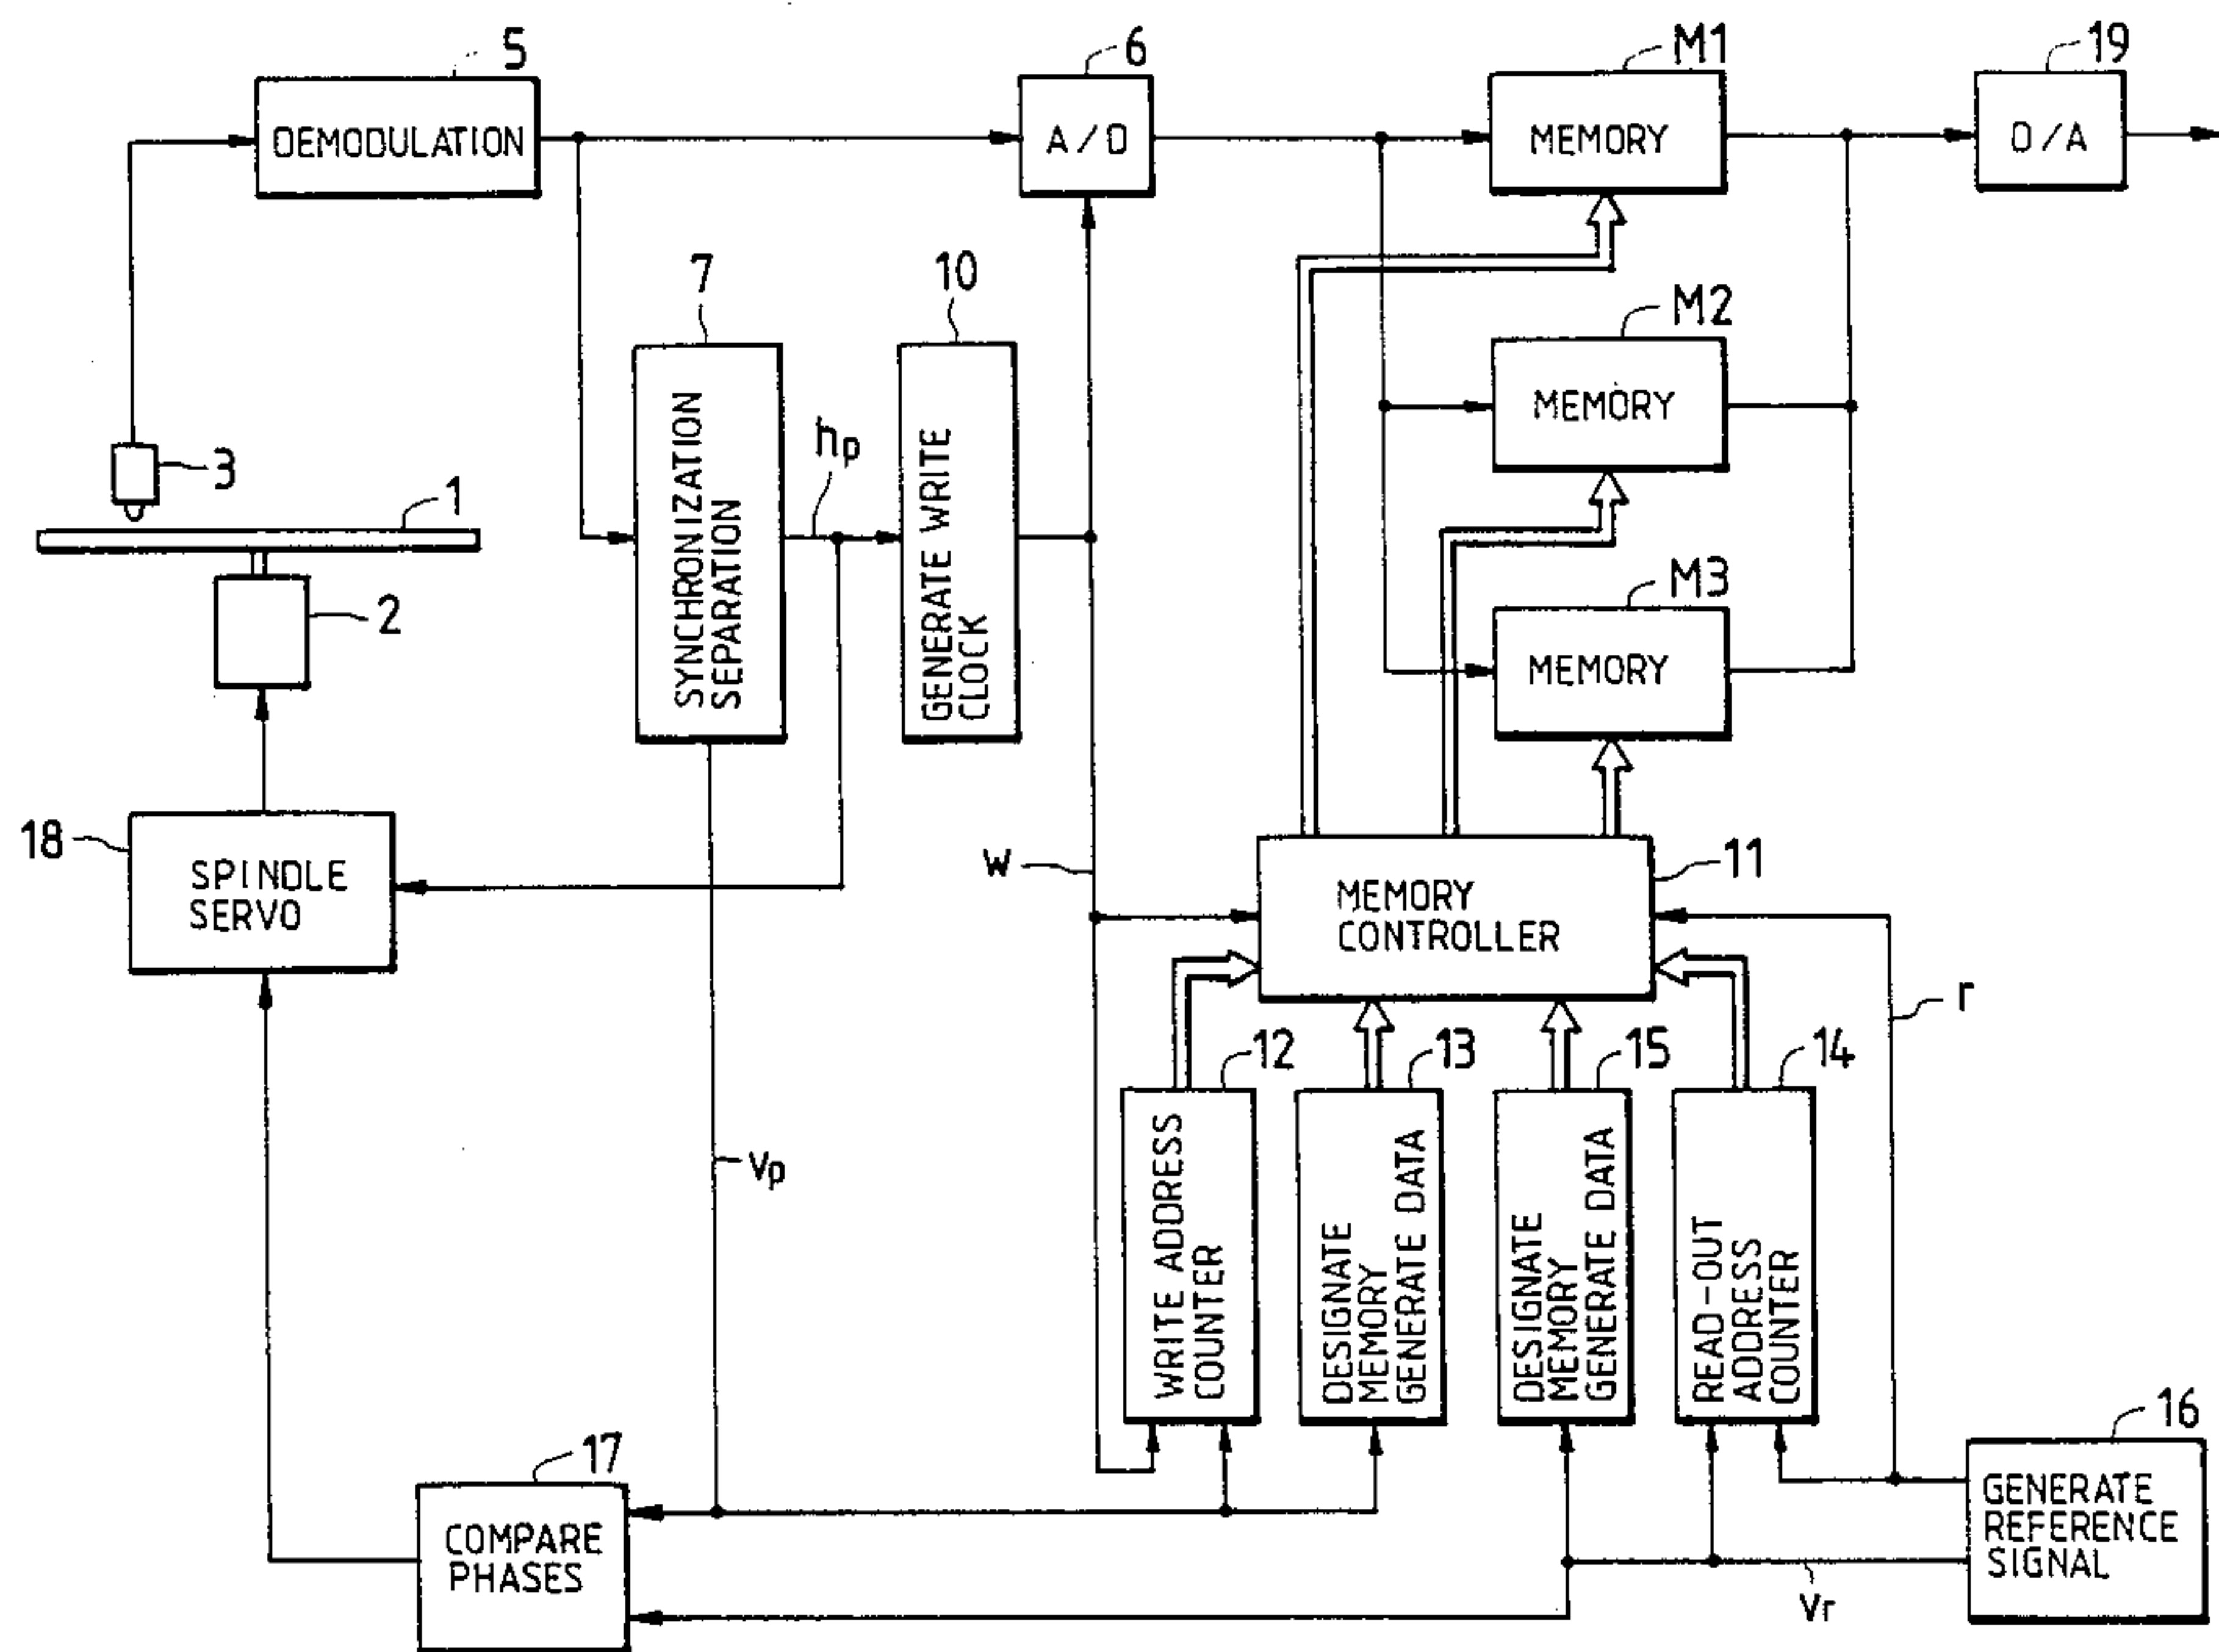 5
6
M1
19
DEMODULATION
A/D
MEMORY
D/A
7
10
M2
SYNCHRONIZATION
SEPARATION
hp
GENERATE WRITE
CLOCK
MEMORY
3
1
2
M3
MEMORY
18
SPINDLE
SERVO
W
MEMORY
CONTROLLER
11
r
12
13
15
14
Vp
WRITE ADDRESS
COUNTER
DESIGNATE
MEMORY
GENERATE DATA
DESIGNATE
MEMORY
GENERATE DATA
READ-OUT
ADDRESS
COUNTER
16
17
GENERATE
REFERENCE
SIGNAL
COMPARE
PHASES
Vr